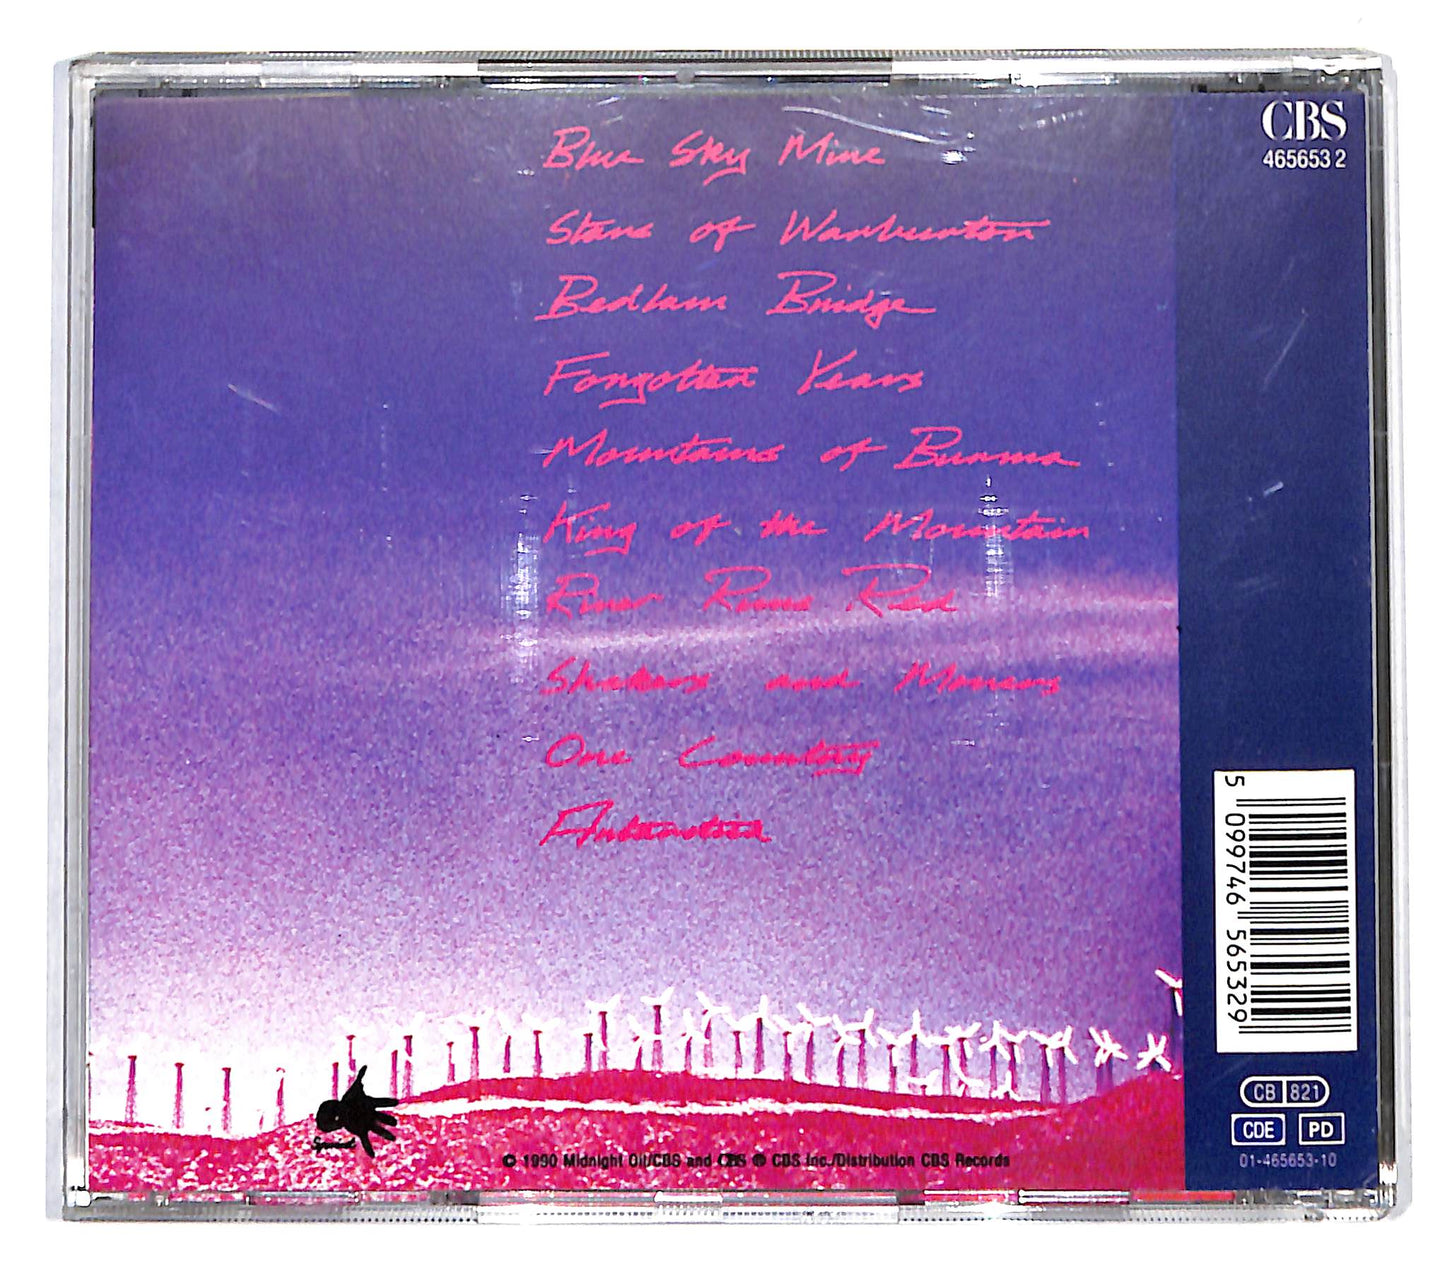 Blue Sky Mine
Stars of Warburton
Bedlam Bridge
Forgotten Years
Mountains of Burma
King of the Mountain
River Runs Red
Shakers and Movers
One Country
Antarctica
CBS
465653 2
5 099746 565329
CB 821
CDE PD
01-465653-10
Sprint
© 1990 Midnight Oil/CBS and CBS ℗ CBS Inc./Distribution CBS Records